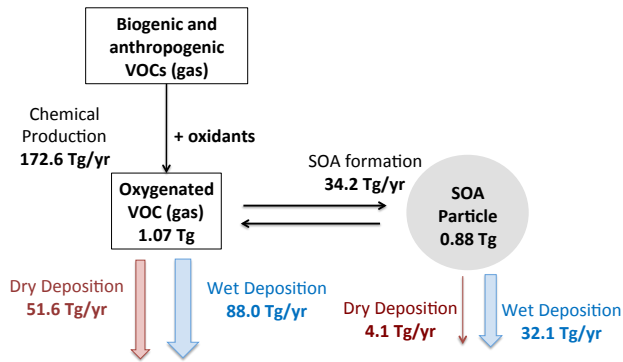 Biogenic and
anthropogenic
VOCs (gas)
Chemical
Production
172.6 Tg/yr
+ oxidants
SOA formation
34.2 Tg/yr
Oxygenated
VOC (gas)
1.07 Tg
SOA
Particle
0.88 Tg
Dry Deposition
51.6 Tg/yr
Wet Deposition
88.0 Tg/yr
Dry Deposition
4.1 Tg/yr
Wet Deposition
32.1 Tg/yr